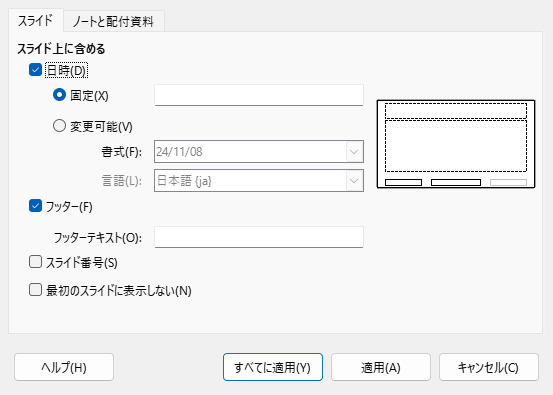 スライド ノートと配付資料
スライド上に含める
日時(D)
固定(X)
変更可能(V)
書式(F): 24/11/08
言語(L): 日本語 {ja}
フッター(F)
フッターテキスト(O):
スライド番号(S)
最初のスライドに表示しない(N)
ヘルプ(H) すべてに適用(Y) 適用(A) キャンセル(C)